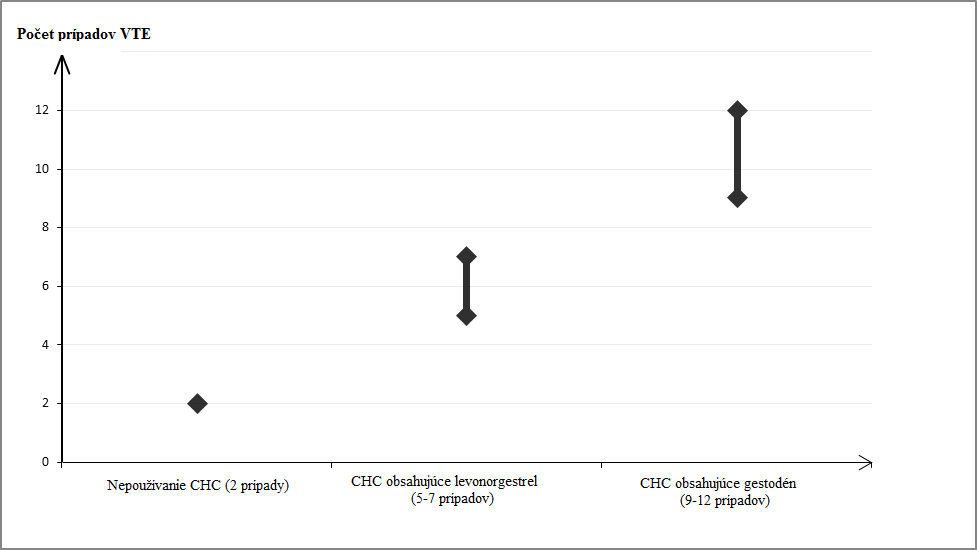 Počet prípadov VTE
12
10
8
6
4
2
0
Nepoužívanie CHC (2 prípady)
CHC obsahujúce levonorgestrel
(5-7 prípadov)
CHC obsahujúce gestodén
(9-12 prípadov)